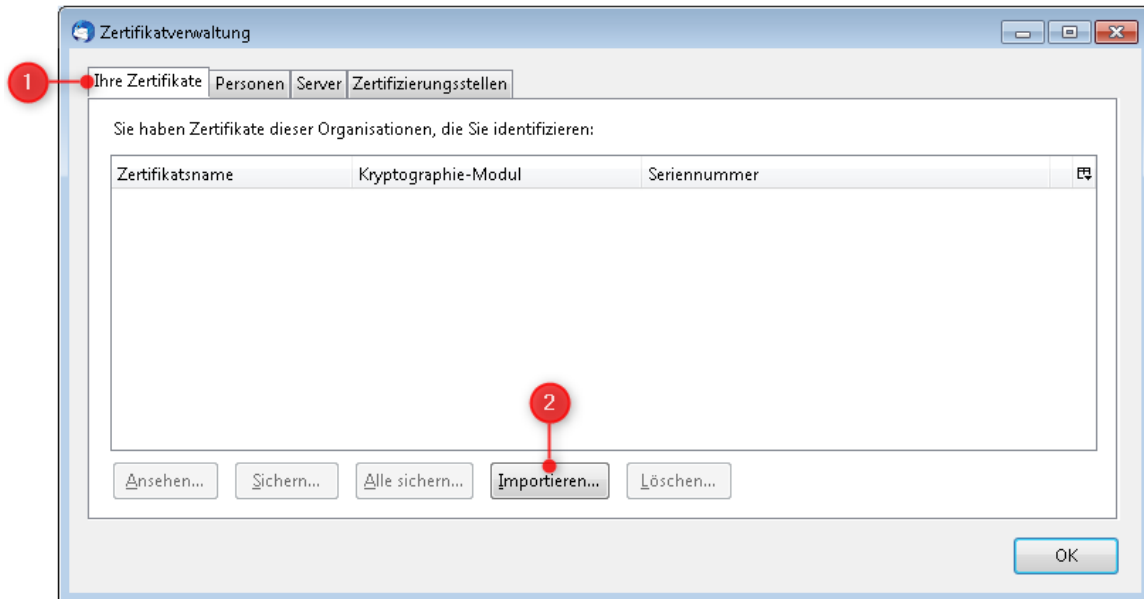 Zertifikatverwaltung
1
Ihre Zertifikate Personen Server Zertifizierungsstellen
Sie haben Zertifikate dieser Organisationen, die Sie identifizieren:
Zertifikatsname Kryptographie-Modul Seriennummer
2
Ansehen... Sichern... Alle sichern... Importieren... Löschen...
OK